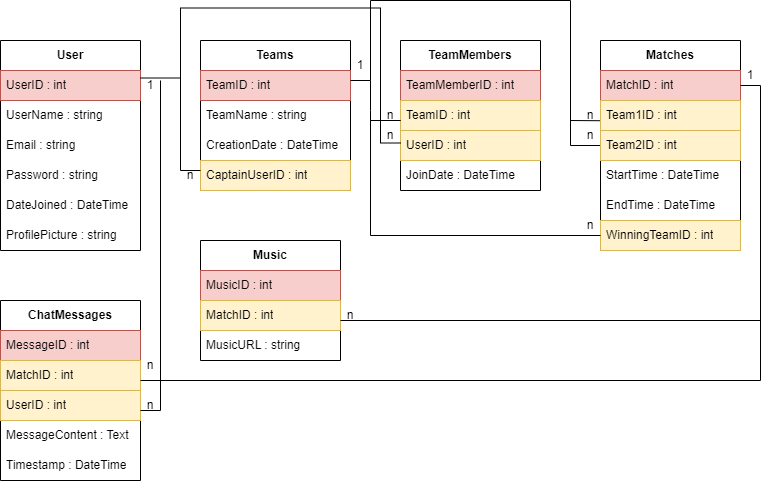 User
UserID : int
UserName : string
Email : string
Password : string
DateJoined : DateTime
ProfilePicture : string
1
Teams
TeamID : int
TeamName : string
CreationDate : DateTime
CaptainUserID : int
n
1
TeamMembers
TeamMemberID : int
TeamID : int
UserID : int
JoinDate : DateTime
n
n
Matches
MatchID : int
Team1ID : int
Team2ID : int
StartTime : DateTime
EndTime : DateTime
WinningTeamID : int
1
n
n
n
Music
MusicID : int
MatchID : int
MusicURL : string
n
ChatMessages
MessageID : int
MatchID : int
UserID : int
MessageContent : Text
Timestamp : DateTime
n
n